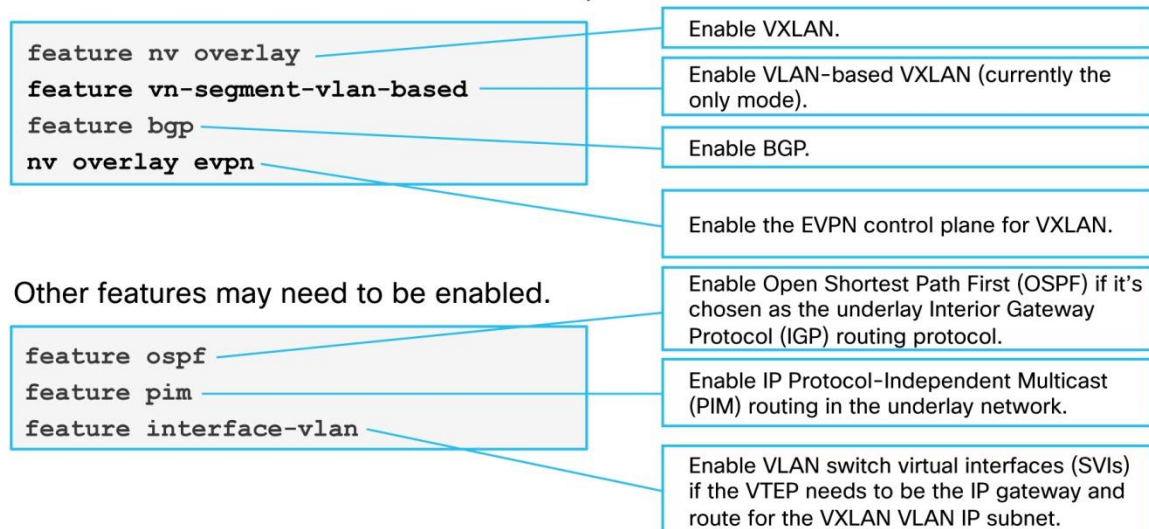 feature nv overlay
feature vn-segment-vlan-based
feature bgp
nv overlay evpn
Enable VXLAN.
Enable VLAN-based VXLAN (currently the
only mode).
Enable BGP.
Enable the EVPN control plane for VXLAN.
Other features may need to be enabled.
feature ospf
feature pim
feature interface-vlan
Enable Open Shortest Path First (OSPF) if it's
chosen as the underlay Interior Gateway
Protocol (IGP) routing protocol.
Enable IP Protocol-Independent Multicast
(PIM) routing in the underlay network.
Enable VLAN switch virtual interfaces (SVIs)
if the VTEP needs to be the IP gateway and
route for the VXLAN VLAN IP subnet.